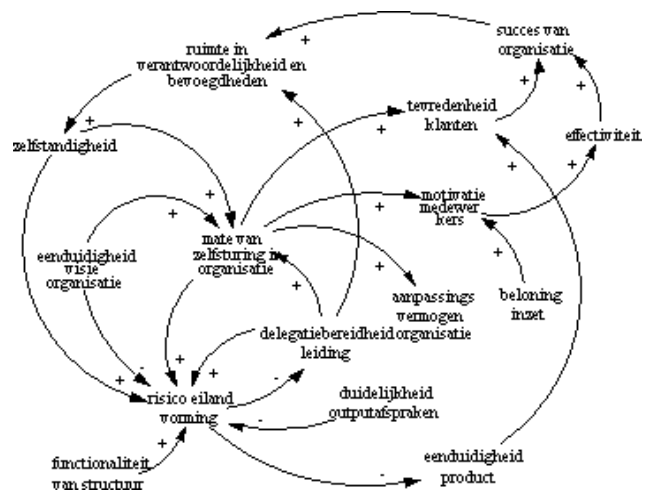 succes van
organisatie
+
ruimte in
verantwoordelijkheid en
bevoegdheden
+
+
tevredenheid
klanten
+
zelfstandigheid
+
+
effectiviteit
+
+
+
motivatie
medewer
kers
+
+
+
mate van
zelfsturing in
organisatie
eenduidigheid
visie
organisatie
+
+
+
aanpassings
vermogen
organisatie
beloning
inzet
delegatiebereidheid
leiding
-
+
+
+
-
risico eiland
vorming
duidelijkheid
outputafspraken
-
+
functionaliteit
van structuur
-
eenduidigheid
product